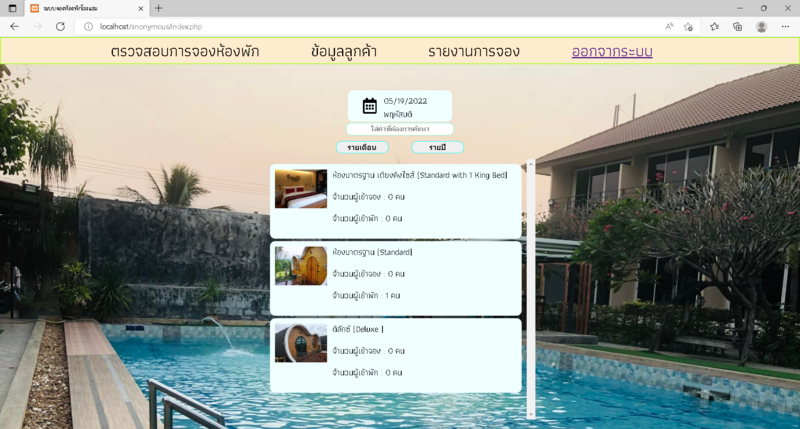 ระบบจองห้องพักโรงแรม
localhost/anonymous/index.php
ตรวจสอบการจองห้องพัก ข้อมูลลูกค้า รายงานการจอง ออกจากระบบ
05/19/2022
พฤหัสบดี
ใส่คำที่ต้องการค้นหา
รายเดือน รายปี
ห้องมาตรฐาน เตียงคิงไซส์ [Standard with 1 King Bed]
จำนวนผู้เข้าจอง : 0 คน
จำนวนผู้เข้าพัก : 0 คน
ห้องมาตรฐาน [Standard]
จำนวนผู้เข้าจอง : 0 คน
จำนวนผู้เข้าพัก : 1 คน
ดีลักซ์ [Deluxe ]
จำนวนผู้เข้าจอง : 0 คน
จำนวนผู้เข้าพัก : 0 คน